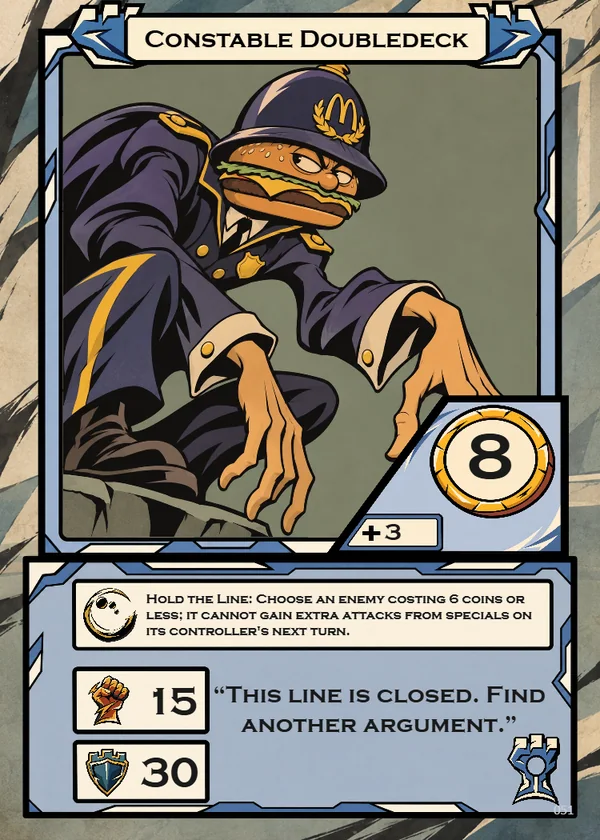 Constable Doubledeck
M
8
+3
Hold the Line: Choose an enemy costing 6 coins or
less; it cannot gain extra attacks from specials on
its controller's next turn.
15
"This line is closed. Find
another argument."
30
051